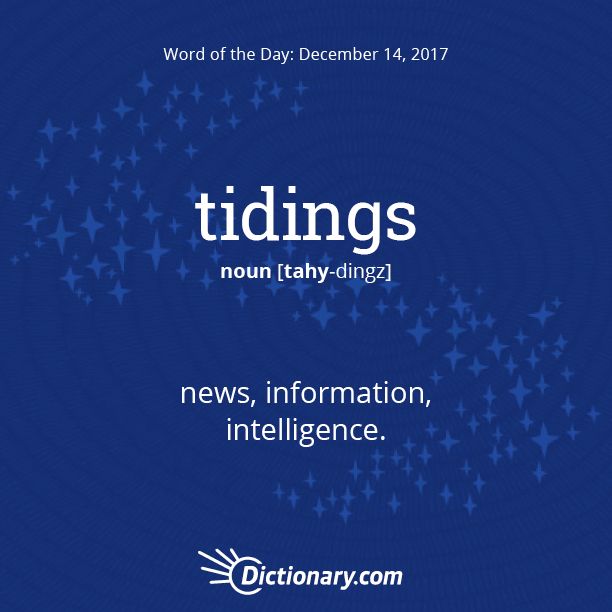 Word of the Day: December 14, 2017
tidings
noun [tahy-dingz]
news, information,
intelligence.
Dictionary.com